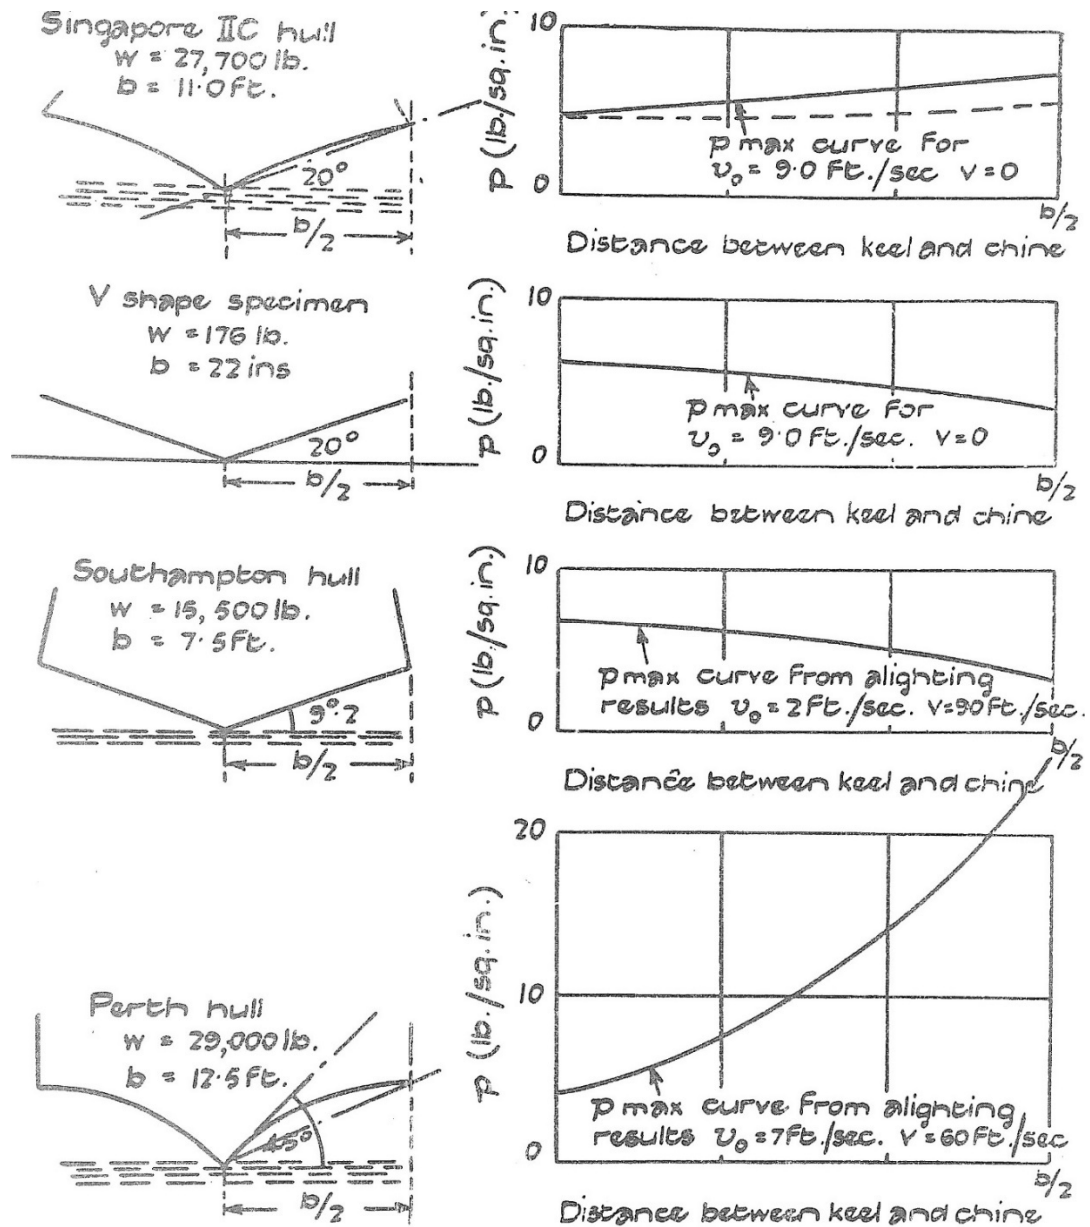 Singapore IIC hull
w = 27,700 lb.
b = 11.0 ft.
20°
b/2
p (lb./sq. in.)
10
0
p max curve for
v₀ = 9.0 ft./sec v=0
b/2
Distance between keel and chine
V shape specimen
w = 176 lb.
b = 22 ins
20°
b/2
p (lb./sq. in.)
10
0
p max curve for
v₀ = 9.0 ft./sec. v=0
b/2
Distance between keel and chine
Southampton hull
w = 15,500 lb.
b = 7.5 ft.
9°.2
b/2
p (lb./sq. in.)
10
0
p max curve from alighting
results v₀ = 2 ft./sec. v=90 ft./sec.
b/2
Distance between keel and chine
Perth hull
w = 29,000 lb.
b = 12.5 ft.
45°
b/2
p (lb./sq. in.)
20
10
0
p max curve from alighting
results v₀ = 7 ft./sec. v = 60 ft./sec
b/2
Distance between keel and chine